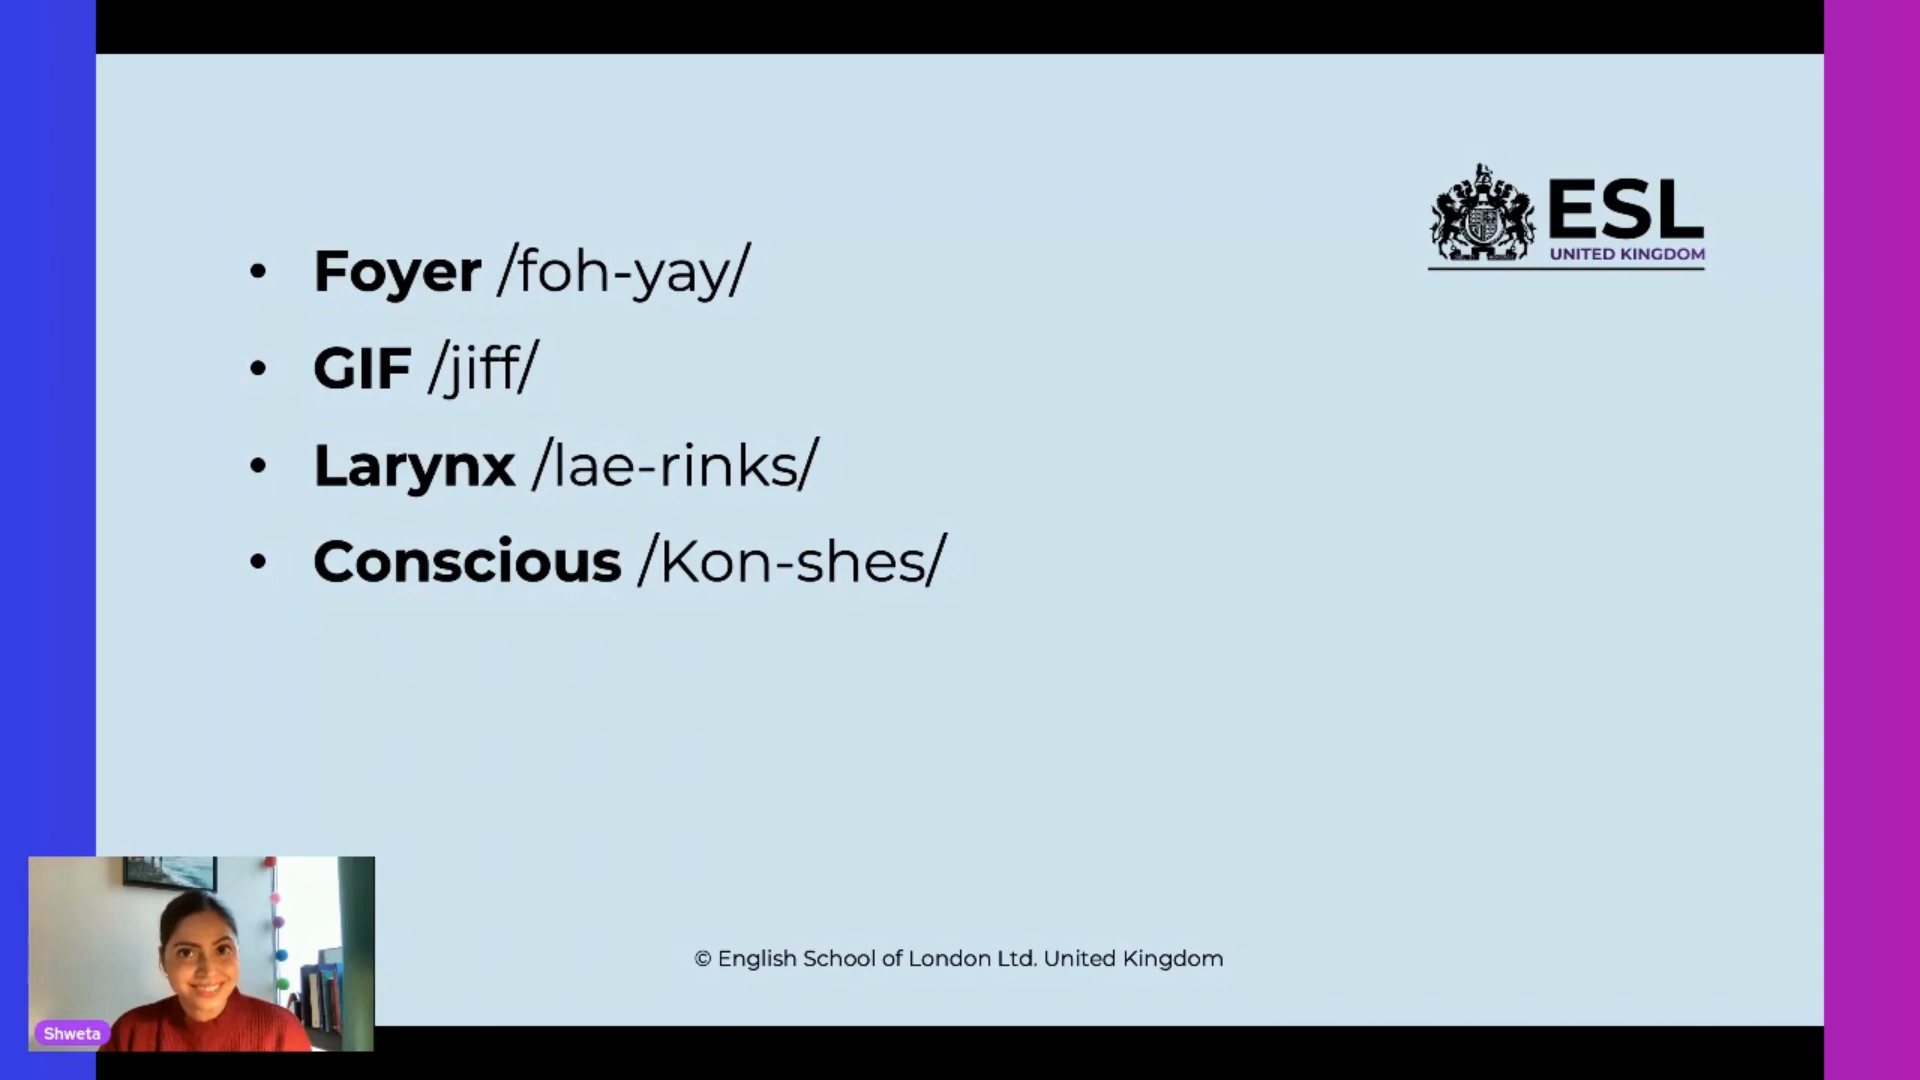 ESL
UNITED KINGDOM
• Foyer /foh-yay/
• GIF /jiff/
• Larynx /lae-rinks/
• Conscious /Kon-shes/
© English School of London Ltd. United Kingdom
Shweta